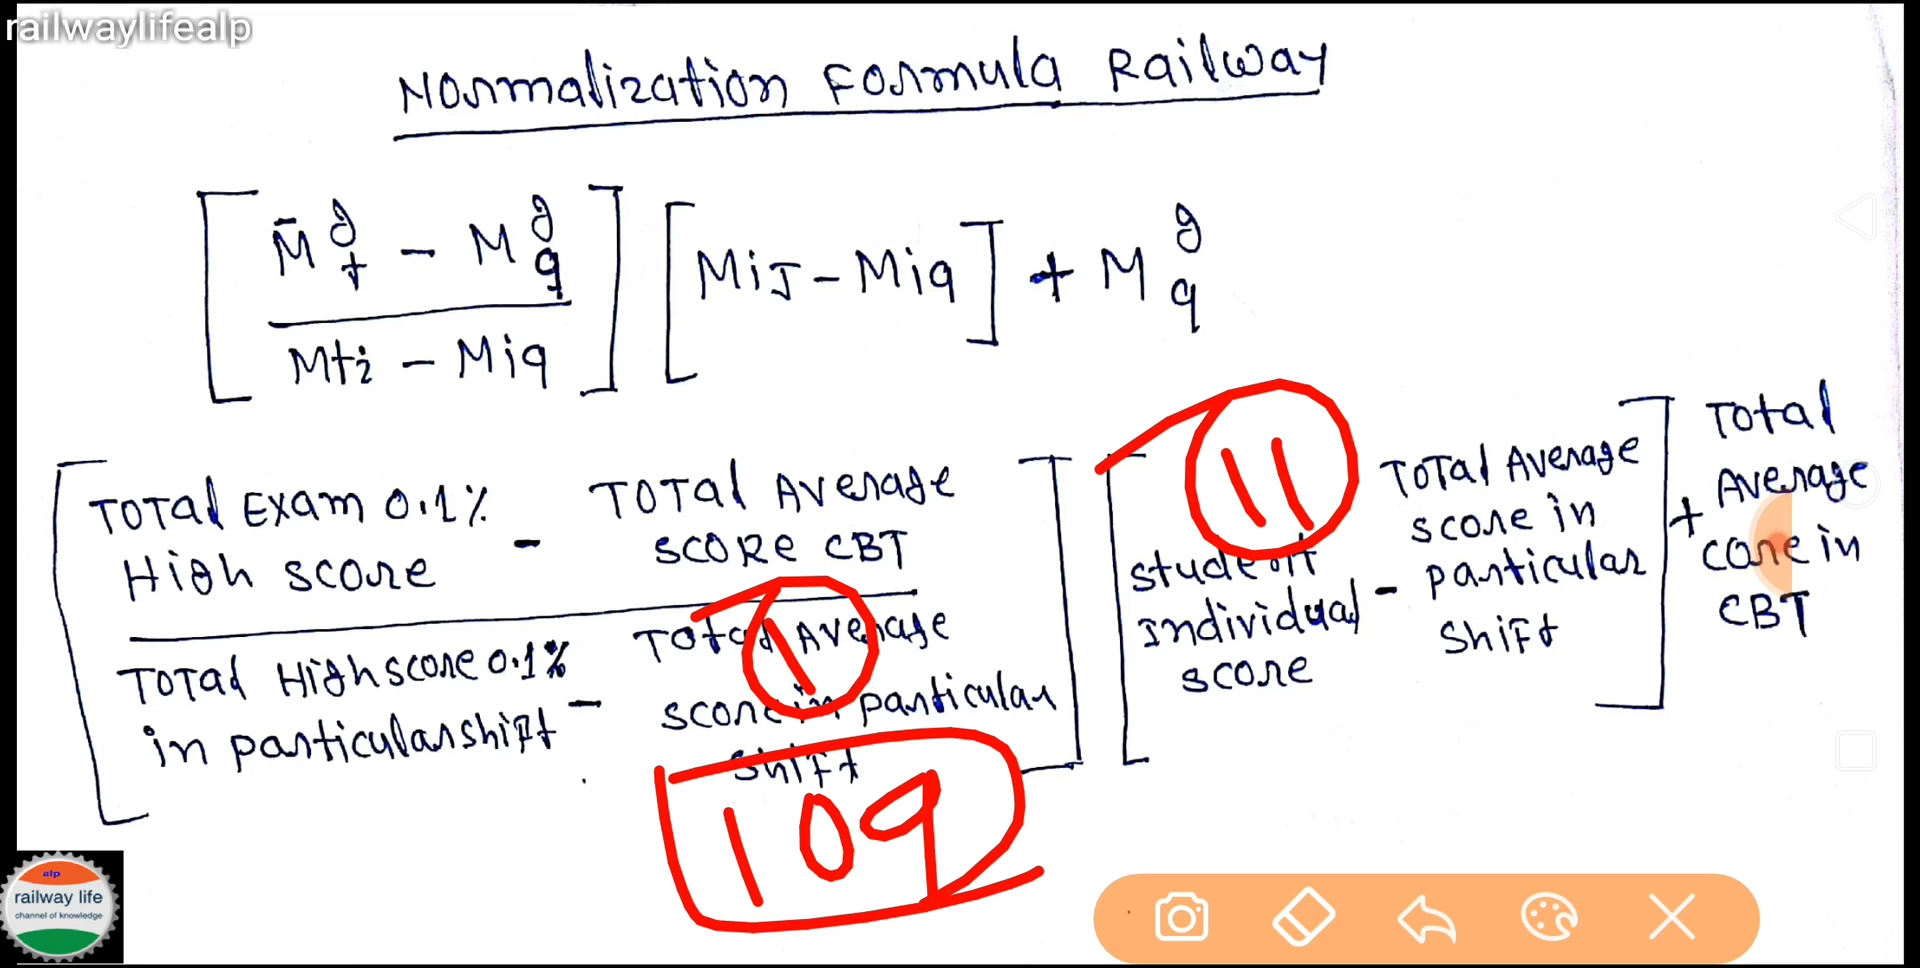 railwaylifealp
Normalization Formula Railway
M̄ g t - M g q
Mti - Miq
[Mij - Miq] + M g q
Total Exam 0.1% High score - Total Average score CBT
Total High score 0.1% in particular shift - Total Average score in particular shift
student individual score - Total Average score in particular shift
+ Total Average core in CBT
11
1
109
alp
railway life
channel of knowledge